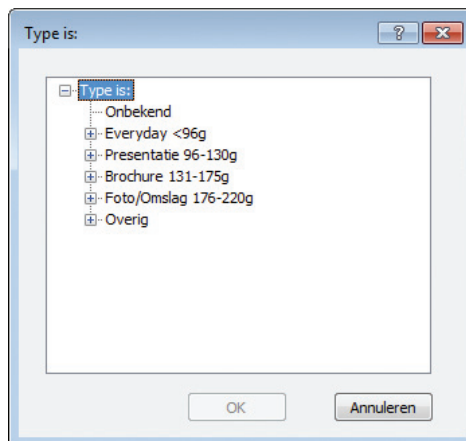 Type is:
Type is:
Onbekend
Everyday <96g
Presentatie 96-130g
Brochure 131-175g
Foto/Omslag 176-220g
Overig
OK
Annuleren